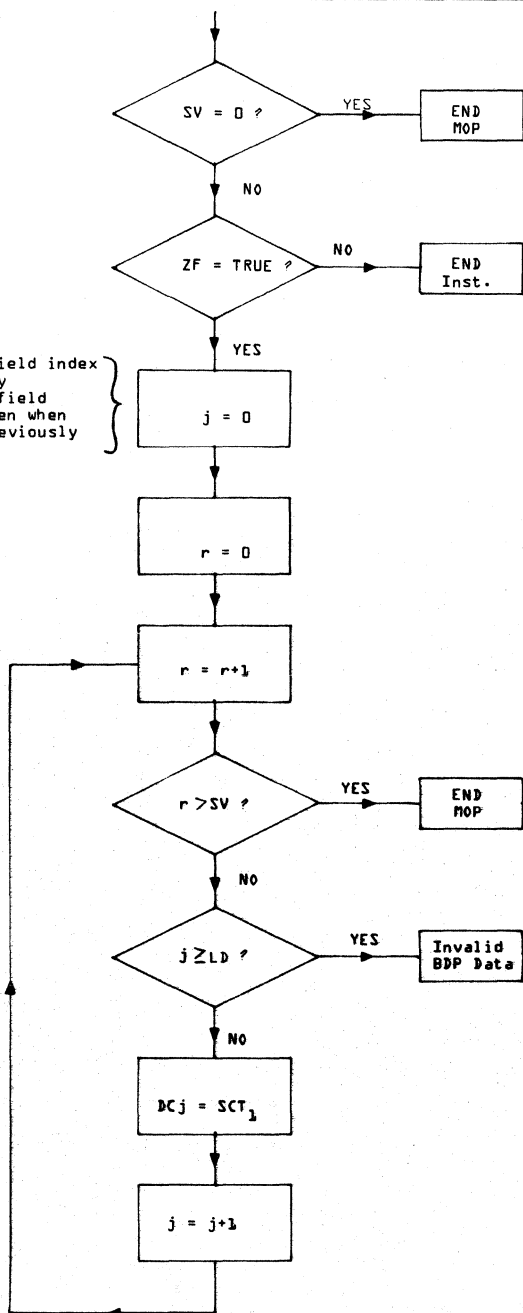 SV = 0 ?
YES
END
MOP
NO
ZF = TRUE ?
NO
END
Inst.
YES
ield index
y
field
en when
eviously
j = 0
r = 0
r = r+1
r >SV ?
YES
END
MOP
NO
j ≥LD ?
YES
Invalid
BDP Data
NO
DCj = SCT1
j = j+1